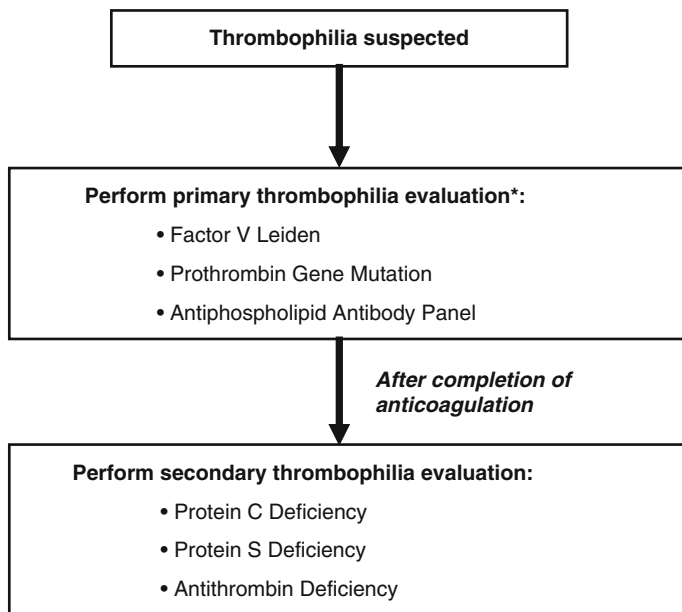 Thrombophilia suspected
Perform primary thrombophilia evaluation*:
• Factor V Leiden
• Prothrombin Gene Mutation
• Antiphospholipid Antibody Panel
After completion of
anticoagulation
Perform secondary thrombophilia evaluation:
• Protein C Deficiency
• Protein S Deficiency
• Antithrombin Deficiency